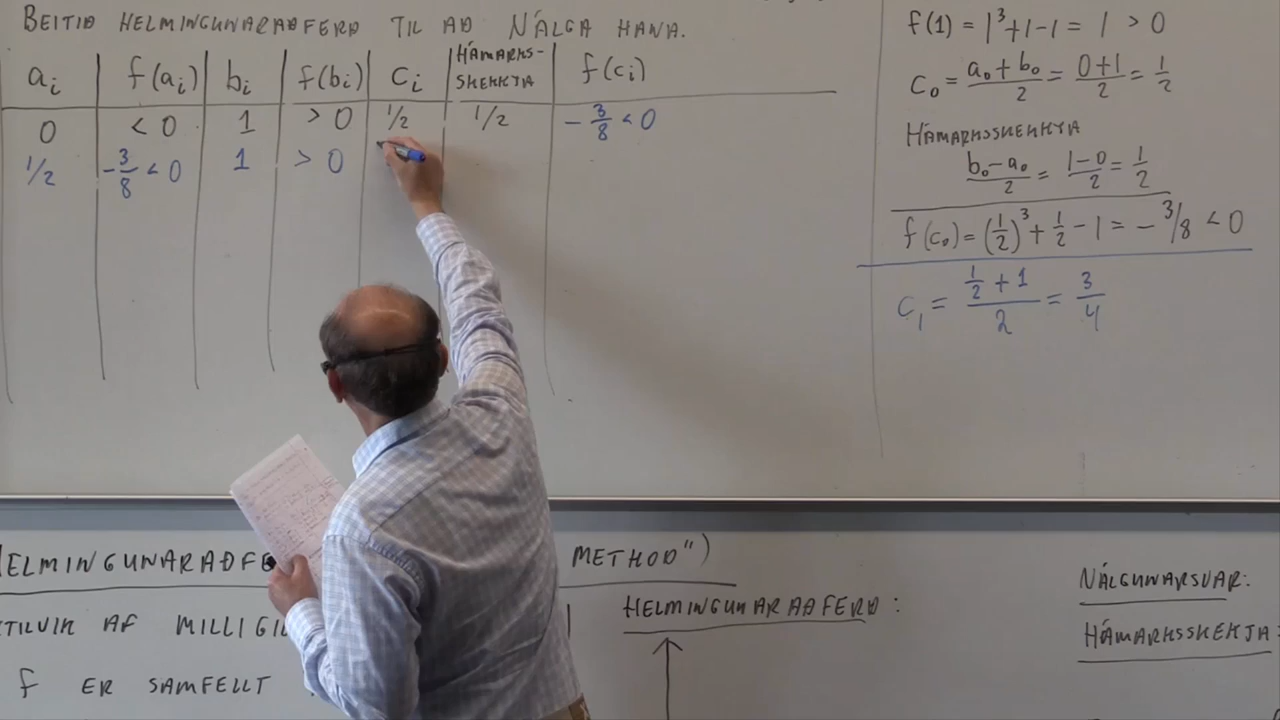 BEITIÐ HELMINGUNARAÐFERÐ TIL AÐ NÁLGA HANA.
aᵢ f(aᵢ) bᵢ f(bᵢ) cᵢ HÁMARKS-SKEKKJA f(cᵢ)
0 < 0 1 > 0 1/2 1/2 -3/8 < 0
1/2 -3/8 < 0 1 > 0
f(1) = 1³+1-1 = 1 > 0
c₀ = (a₀ + b₀)/2 = (0+1)/2 = 1/2
HÁMARKSSKEKKJA
(b₀-a₀)/2 = (1-0)/2 = 1/2
f(c₀) = (1/2)³ + 1/2 - 1 = -3/8 < 0
c₁ = (1/2 + 1)/2 = 3/4
METHOD")
TILVIK AF
f ER SAMFELLT
HELMINGUNARAÐFERÐ:
NÁLGUNARSVAR:
HÁMARKSSKEKJA: